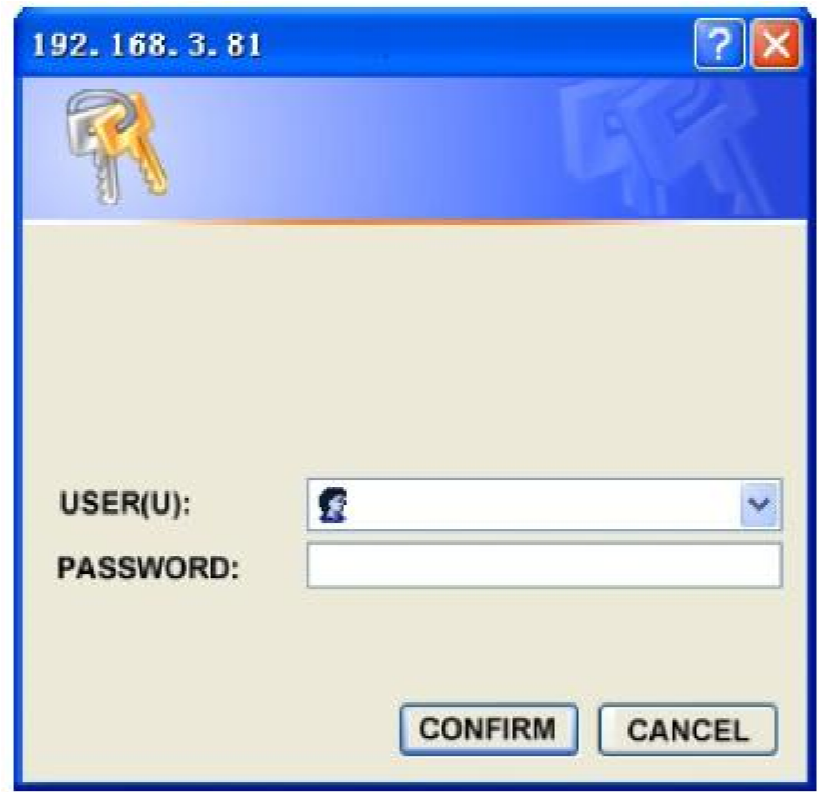 192.168.3.81
?
USER(U):
PASSWORD:
CONFIRM CANCEL